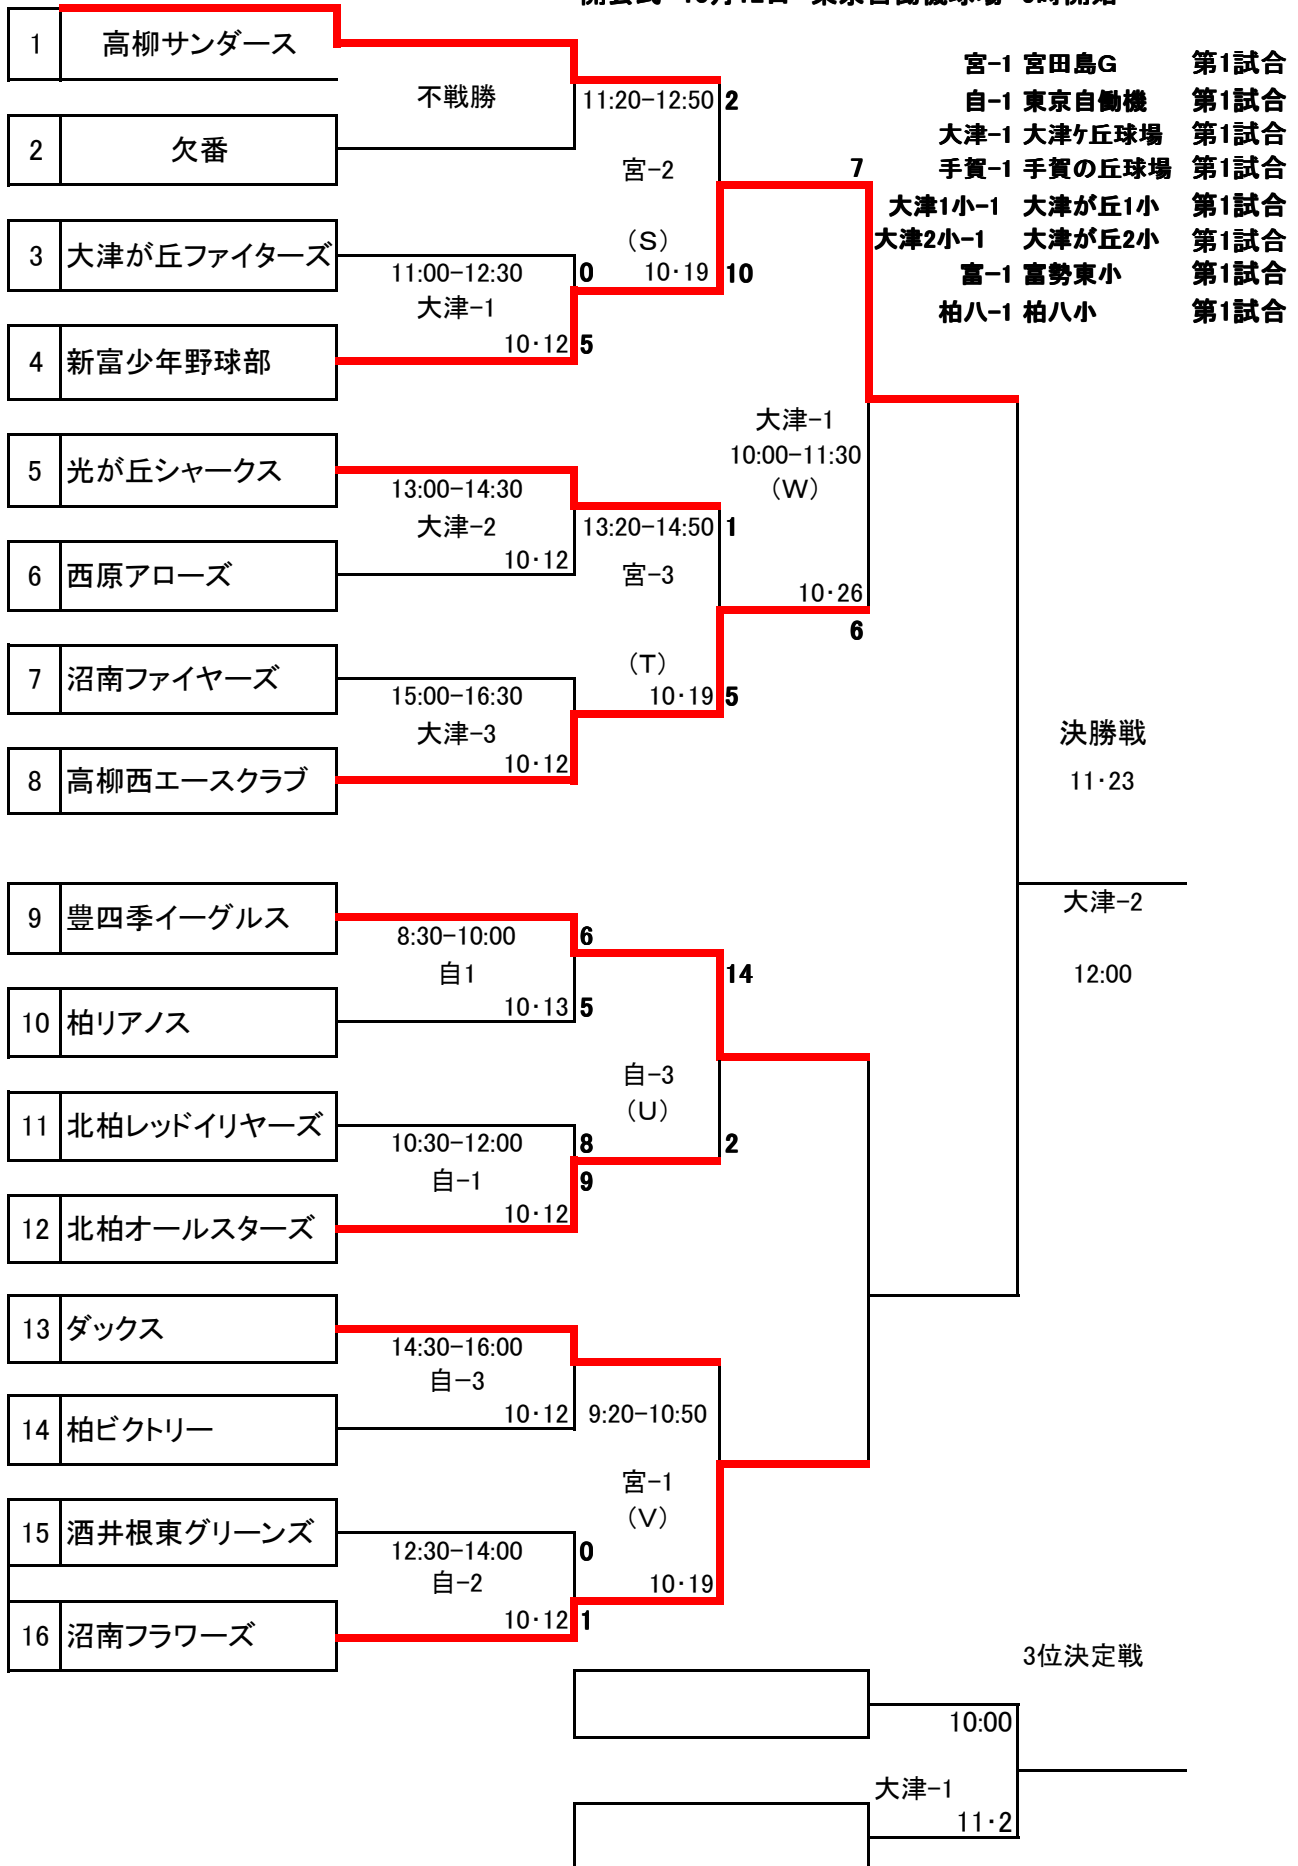 1 高柳サンダース
不戦勝
2 欠番
11:20-12:50 2
宮-2
(S)
10・19 10
3 大津が丘ファイターズ
11:00-12:30 0
大津-1
10・12 5
4 新富少年野球部
7
宮-1 宮田島G 第1試合
自-1 東京自働機 第1試合
大津-1 大津ケ丘球場 第1試合
手賀-1 手賀の丘球場 第1試合
大津1小-1 大津が丘1小 第1試合
大津2小-1 大津が丘2小 第1試合
富-1 富勢東小 第1試合
柏八-1 柏八小 第1試合
大津-1
10:00-11:30
(W)
10・26
6
5 光が丘シャークス
13:00-14:30
大津-2
10・12
6 西原アローズ
13:20-14:50 1
宮-3
(T)
10・19 5
7 沼南ファイヤーズ
15:00-16:30
大津-3
10・12
8 高柳西エースクラブ
決勝戦
11・23
大津-2
12:00
9 豊四季イーグルス
8:30-10:00 6
自1
10・13 5
10 柏リアノス
14
自-3
(U)
2
11 北柏レッドイリヤーズ
10:30-12:00 8
自-1 9
10・12
12 北柏オールスターズ
13 ダックス
14:30-16:00
自-3
10・12
14 柏ビクトリー
9:20-10:50
宮-1
(V)
10・19
15 酒井根東グリーンズ
12:30-14:00 0
自-2
10・12 1
16 沼南フラワーズ
3位決定戦
10:00
大津-1
11・2